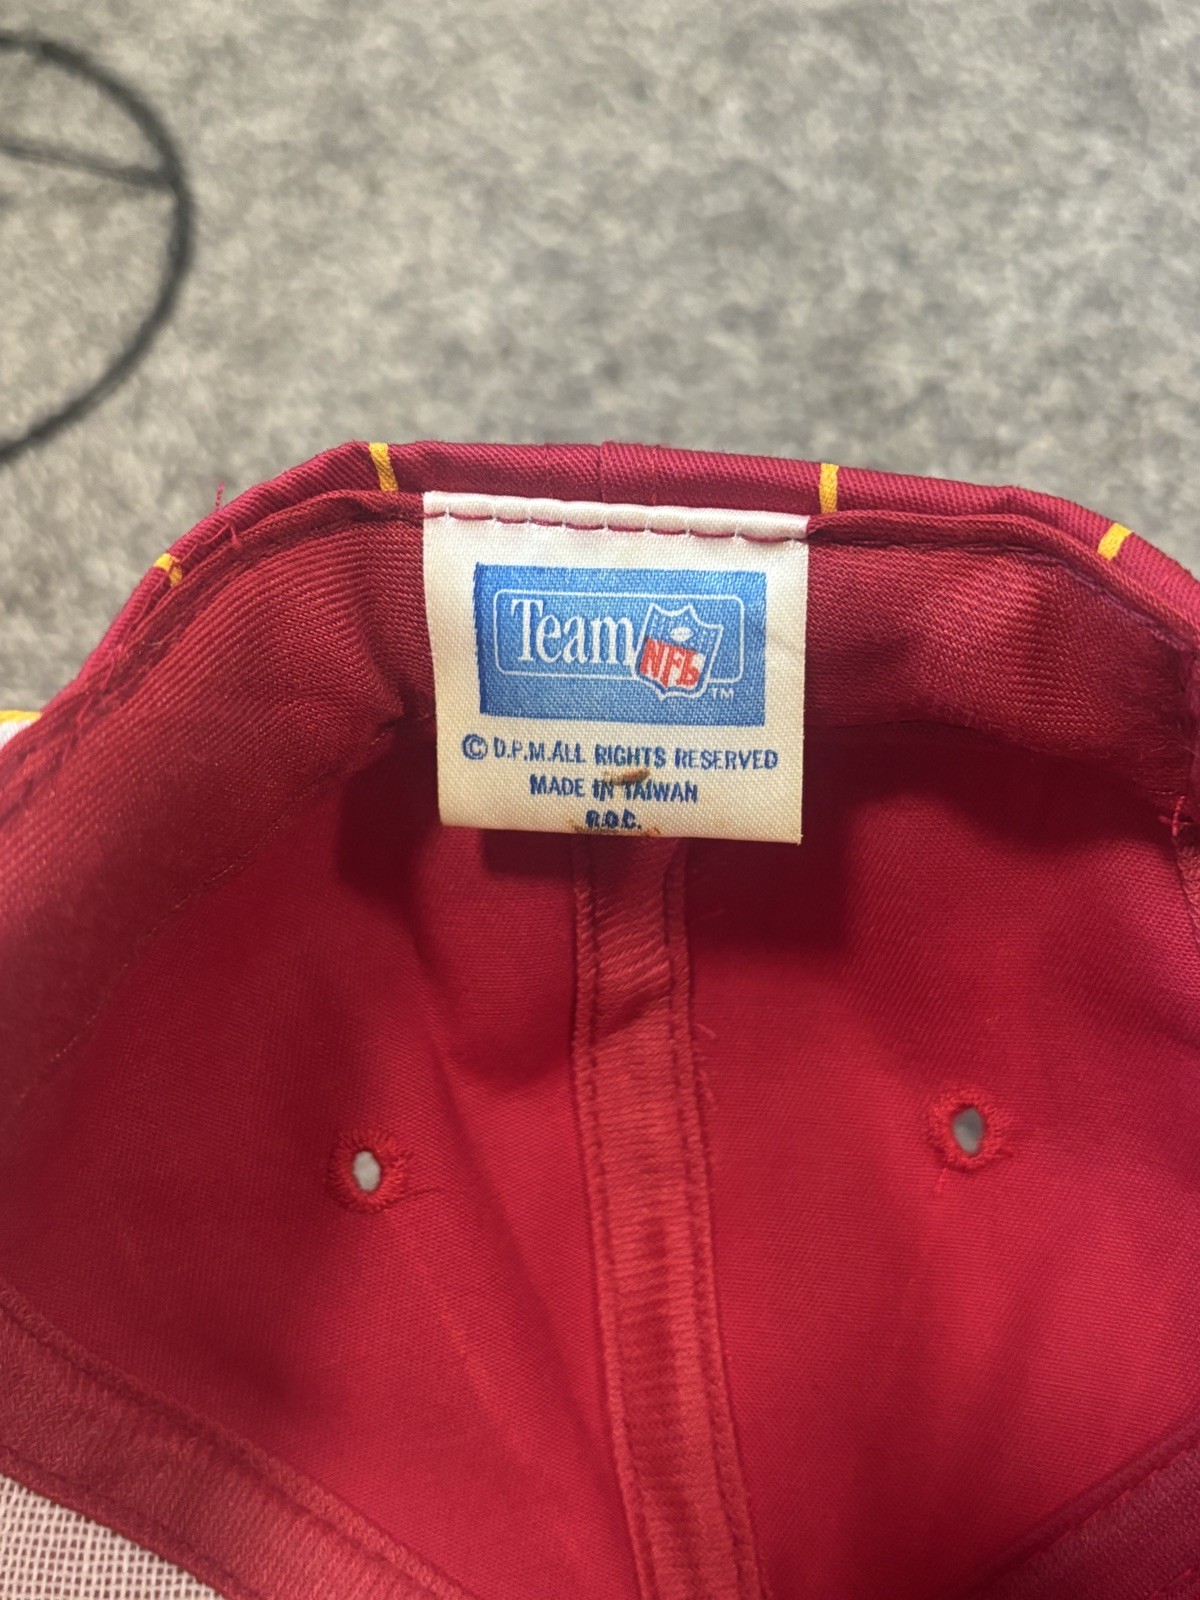 Team NFL TM
© D.P.M.ALL RIGHTS RESERVED
MADE IN TAIWAN
R.O.C.